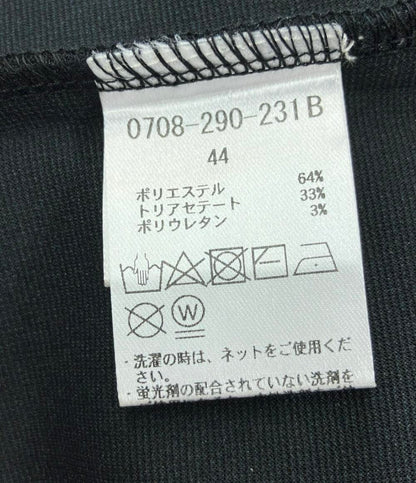 0708-290-231B
44
ポリエステル 64%
トリアセテート 33%
ポリウレタン 3%
W
・洗濯の時は、ネットをご使用くだ
さい。
・蛍光剤の配合されていない洗剤を